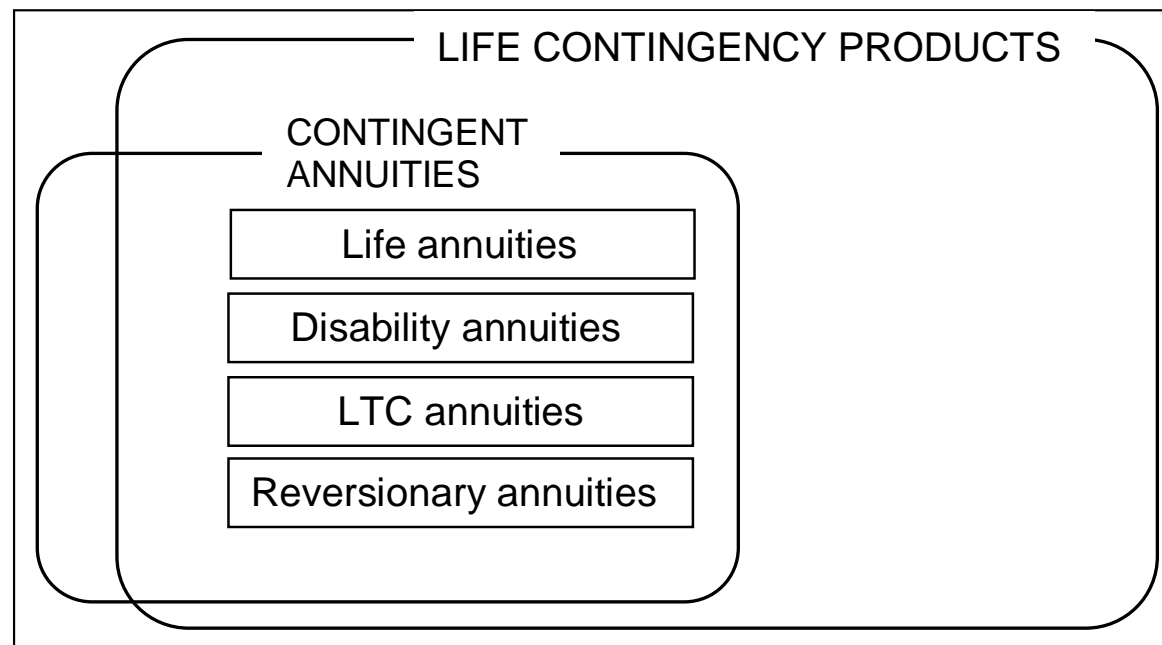 LIFE CONTINGENCY PRODUCTS
CONTINGENT
ANNUITIES
Life annuities
Disability annuities
LTC annuities
Reversionary annuities